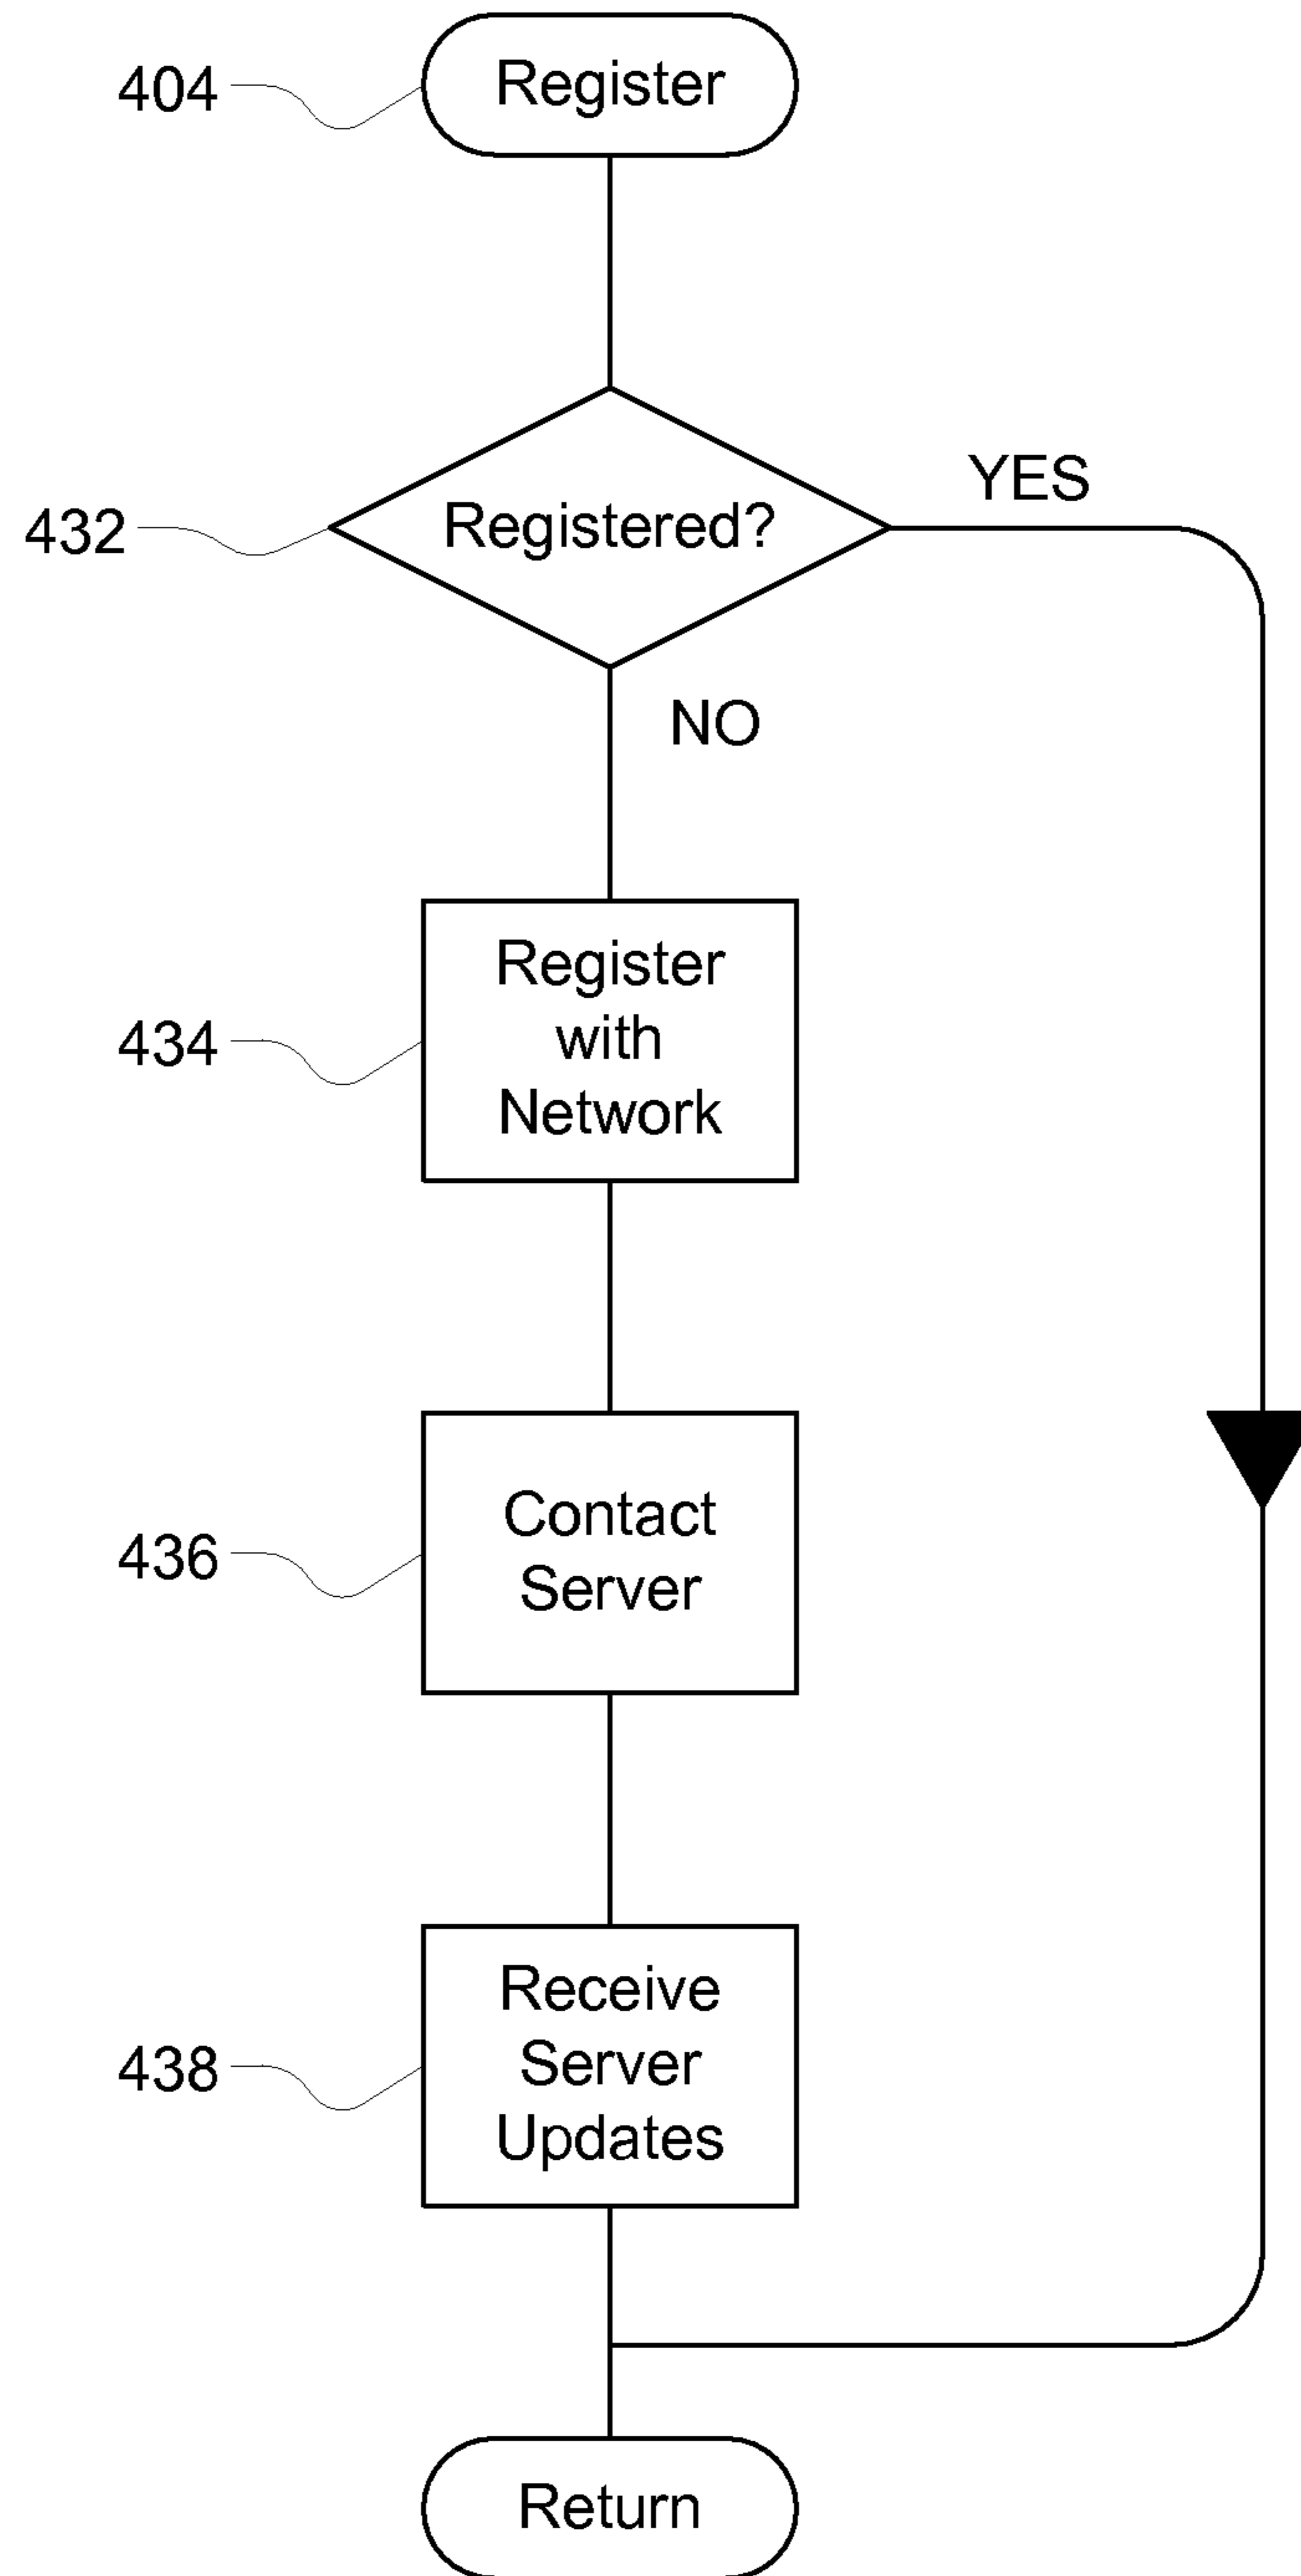 404
Register
432
Registered?
YES
NO
434
Register
with
Network
436
Contact
Server
438
Receive
Server
Updates
Return